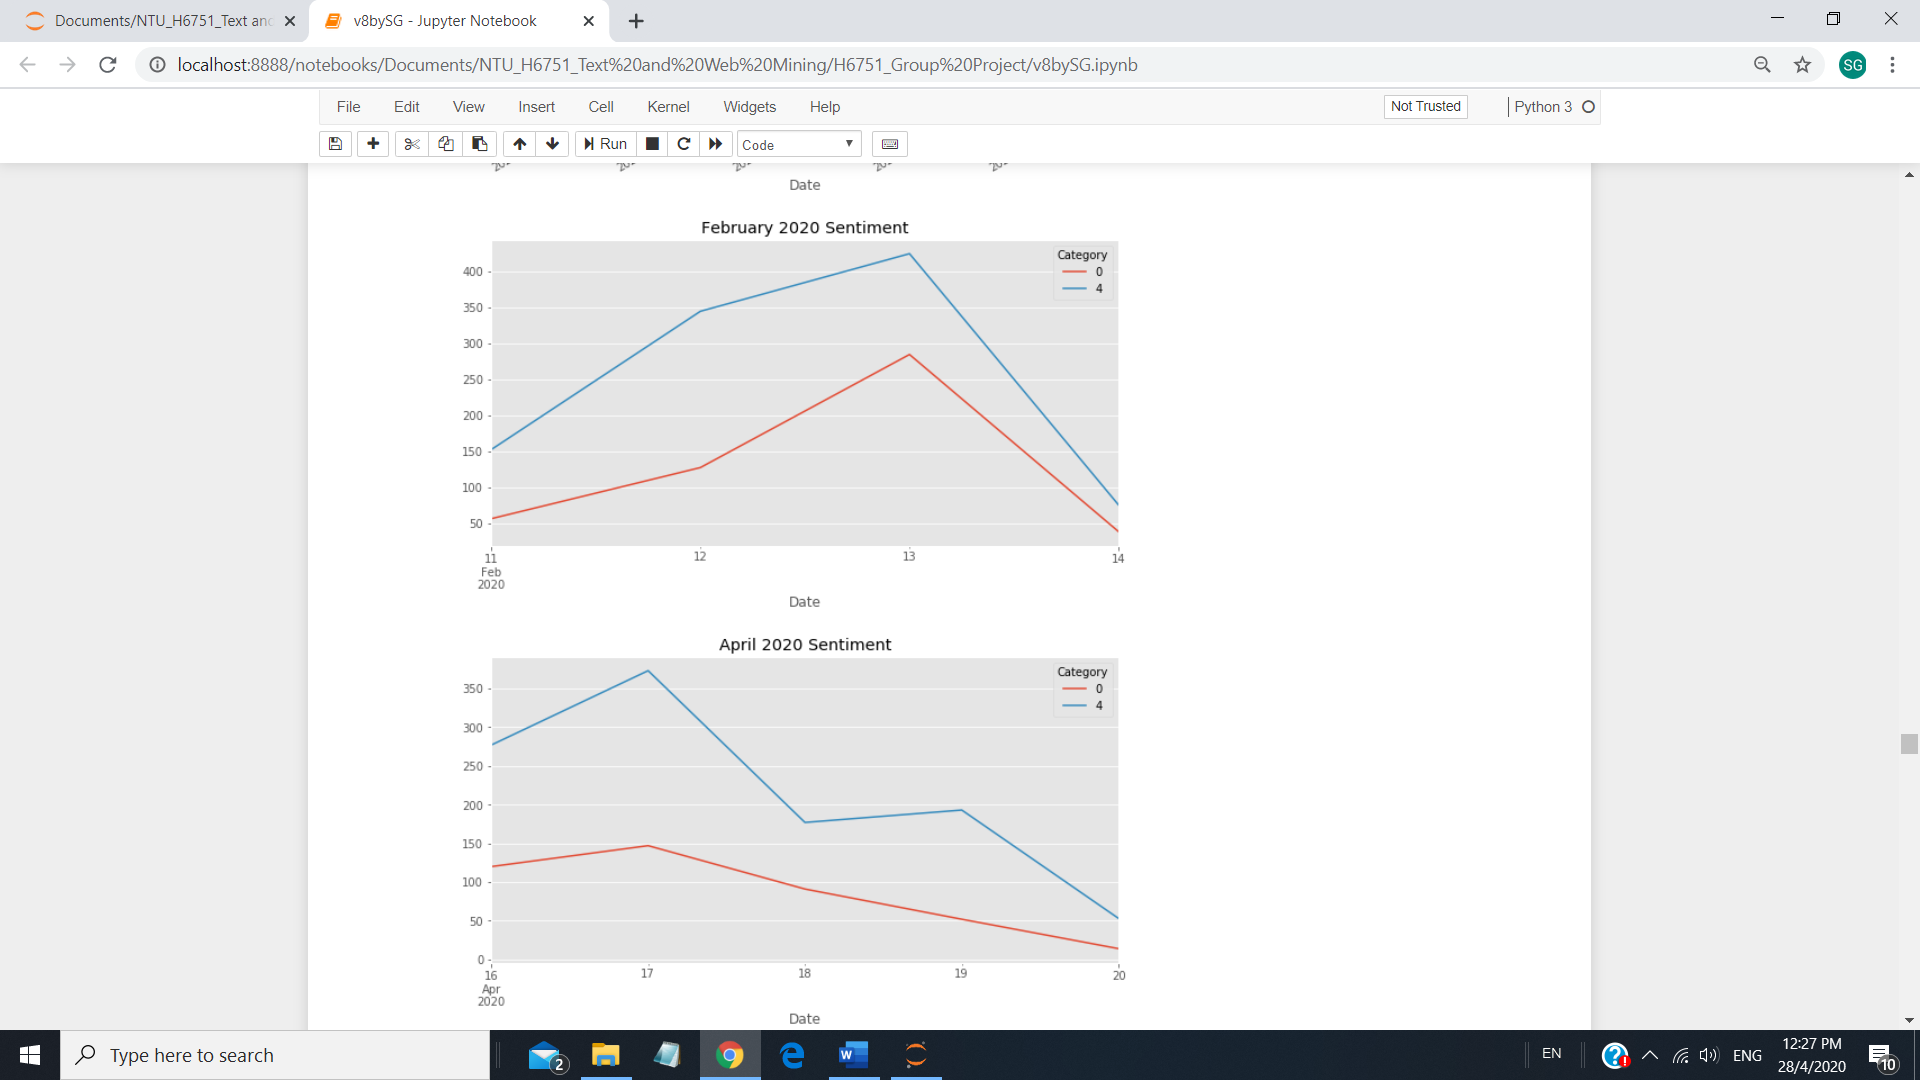 Documents/NTU_H6751_Text and
v8bySG - Jupyter Notebook
localhost:8888/notebooks/Documents/NTU_H6751_Text%20and%20Web%20Mining/H6751_Group%20Project/v8bySG.ipynb
SG
File Edit View Insert Cell Kernel Widgets Help
Not Trusted
Python 3
Run
Code
Date
February 2020 Sentiment
Category
0
4
400
350
300
250
200
150
100
50
11 12 13 14
Feb
2020
Date
April 2020 Sentiment
Category
0
4
350
300
250
200
150
100
50
0
16 17 18 19 20
Apr
2020
Date
Type here to search
2
EN
ENG
12:27 PM
28/4/2020
10